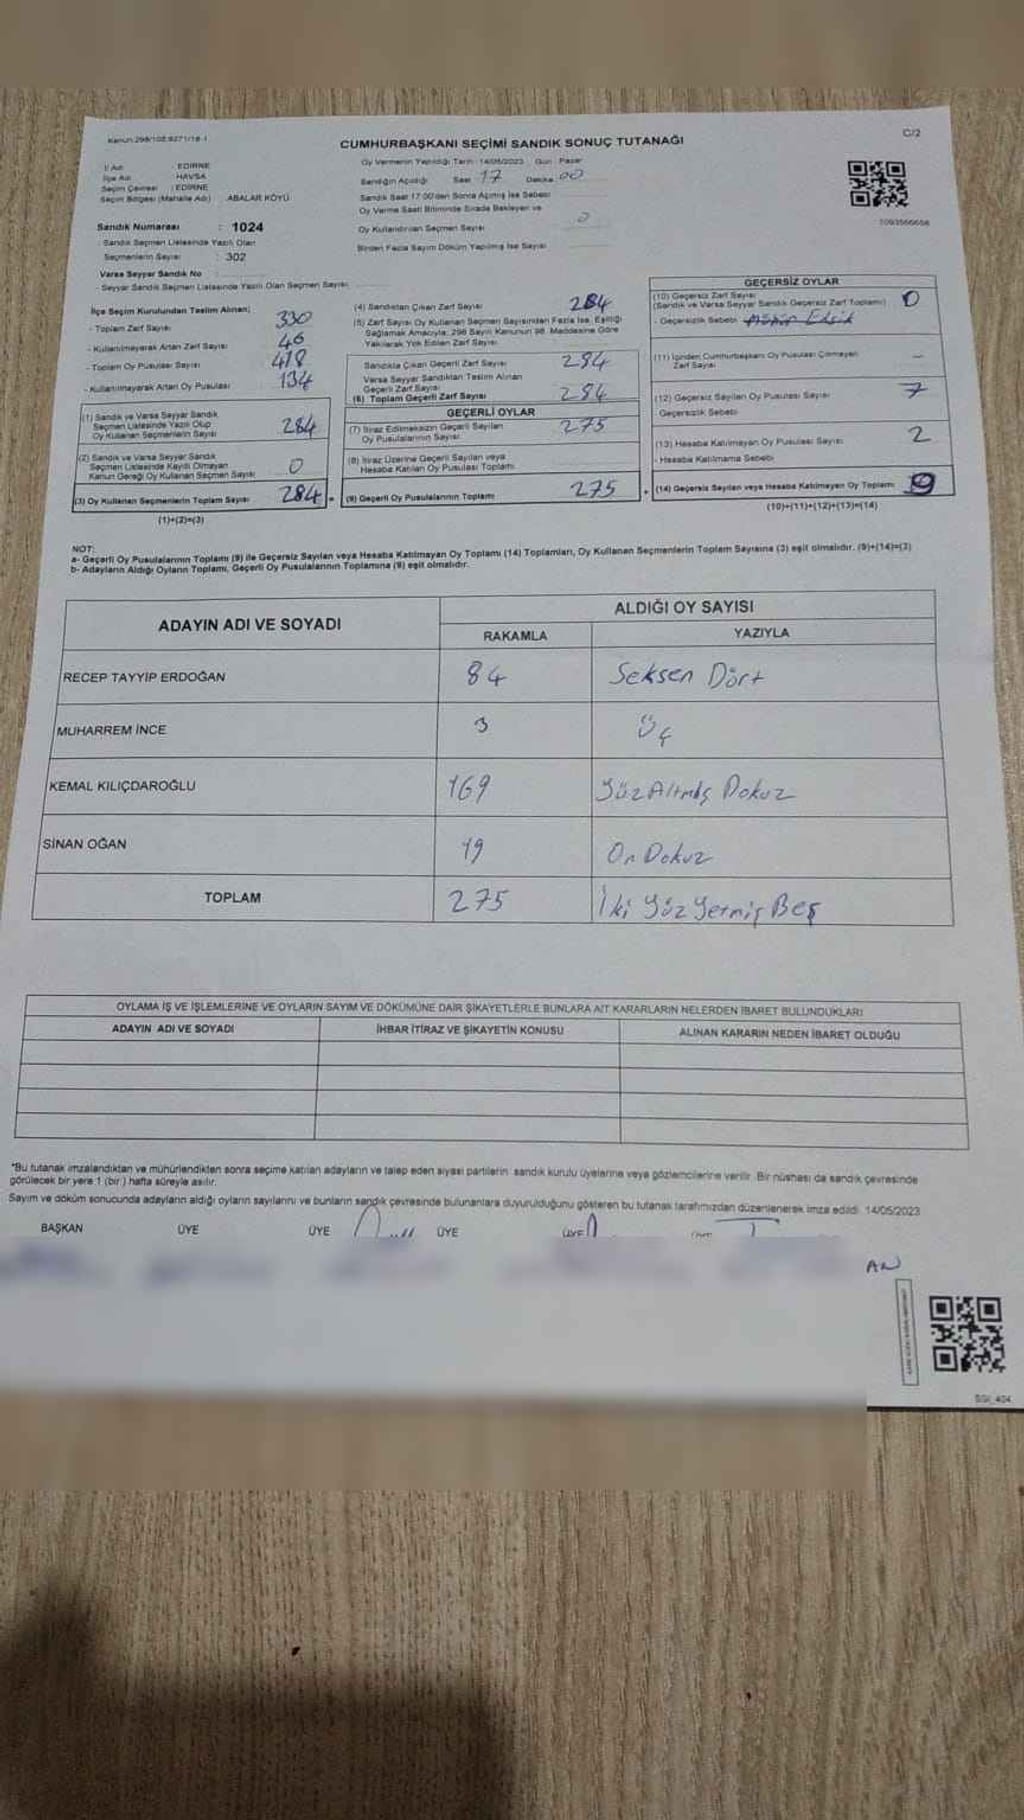 Kanun:298/105;6271/18-I
C/2
CUMHURBAŞKANI SEÇİMİ SANDIK SONUÇ TUTANAĞI
İl Adı : EDİRNE
İlçe Adı : HAVSA
Seçim Çevresi : EDİRNE
Seçim Bölgesi (Mahalle Adı) ABALAR KÖYÜ
Sandık Numarası : 1024
Sandık Seçmen Listesinde Yazılı Olan
Seçmenlerin Sayısı : 302
Varsa Seyyar Sandık No :
- Seyyar Sandık Seçmen Listesinde Yazılı Olan Seçmen Sayısı
Oy Vermenin Yapıldığı Tarih : 14/05/2023 Gün : Pazar
Sandığın Açıldığı Saat : 17 Dakika : 00
Sandık Saat 17:00'den Sonra Açılmış İse Sebebi
Oy Verme Saati Bitiminde Sırada Bekleyen ve
Oy Kullandırılan Seçmen Sayısı 0
Birden Fazla Sayım Döküm Yapılmış İse Sayısı
İlçe Seçim Kurulundan Teslim Alınan;
- Toplam Zarf Sayısı 330
- Kullanılmayarak Artan Zarf Sayısı 46
- Toplam Oy Pusulası Sayısı 418
- Kullanılmayarak Artan Oy Pusulası 134
(1) Sandık ve Varsa Seyyar Sandık
Seçmen Listesinde Yazılı Olup
Oy Kullanan Seçmenlerin Sayısı 284
(2) Sandık ve Varsa Seyyar Sandık
Seçmen Listesinde Kayıtlı Olmayan
Kanun Gereği Oy Kullanan Seçmen Sayısı 0
(3) Oy Kullanan Seçmenlerin Toplam Sayısı 284
(1)+(2)=(3)
(4) Sandıktan Çıkan Zarf Sayısı 284
(5) Zarf Sayısı Oy Kullanan Seçmen Sayısından Fazla İse, Eşitliği
Sağlamak Amacıyla; 298 Sayılı Kanunun 98. Maddesine Göre
Yakılarak Yok Edilen Zarf Sayısı
Sandıkta Çıkan Geçerli Zarf Sayısı 284
Varsa Seyyar Sandıktan Teslim Alınan
Geçerli Zarf Sayısı
(6) Toplam Geçerli Zarf Sayısı 284
GEÇERLİ OYLAR
(7) İtiraz Edilmeksizin Geçerli Sayılan
Oy Pusulalarının Sayısı 275
(8) İtiraz Üzerine Geçerli Sayılan veya
Hesaba Katılan Oy Pusulası Toplamı
(9) Geçerli Oy Pusulalarının Toplamı 275
GEÇERSİZ OYLAR
(10) Geçersiz Zarf Sayısı
(Sandık ve Varsa Seyyar Sandık Geçersiz Zarf Toplamı) 0
- Geçersizlik Sebebi Mühür Eksik
(11) İçinden Cumhurbaşkanı Oy Pusulası Çıkmayan
Zarf Sayısı -
(12) Geçersiz Sayılan Oy Pusulası Sayısı 7
Geçersizlik Sebebi
(13) Hesaba Katılmayan Oy Pusulası Sayısı 2
- Hesaba Katılmama Sebebi
(14) Geçersiz Sayılan veya Hesaba Katılmayan Oy Toplamı 9
(10)+(11)+(12)+(13)=(14)
NOT:
a- Geçerli Oy Pusulalarının Toplamı (9) ile Geçersiz Sayılan veya Hesaba Katılmayan Oy Toplamı (14) Toplamları, Oy Kullanan Seçmenlerin Toplam Sayısına (3) eşit olmalıdır. (9)+(14)=(3)
b- Adayların Aldığı Oyların Toplamı, Geçerli Oy Pusulalarının Toplamına (9) eşit olmalıdır.
ADAYIN ADI VE SOYADI
ALDIĞI OY SAYISI
RAKAMLA YAZIYLA
RECEP TAYYİP ERDOĞAN 84 Seksen Dört
MUHARREM İNCE 3 Üç
KEMAL KILIÇDAROĞLU 169 YüzAltmış Dokuz
SİNAN OĞAN 19 On Dokuz
TOPLAM 275 İki Yüz Yetmiş Beş
OYLAMA İŞ VE İŞLEMLERİNE VE OYLARIN SAYIM VE DÖKÜMÜNE DAİR ŞİKAYETLERLE BUNLARA AİT KARARLARIN NELERDEN İBARET BULUNDUKLARI
ADAYIN ADI VE SOYADI İHBAR İTİRAZ VE ŞİKAYETİN KONUSU ALINAN KARARIN NEDEN İBARET OLDUĞU
*Bu tutanak imzalandıktan ve mühürlendikten sonra seçime katılan adayların ve talep eden siyasi partilerin sandık kurulu üyelerine veya gözlemcilerine verilir. Bir nüshası da sandık çevresinde
görülecek bir yere 1 (bir) hafta süreyle asılır.
Sayım ve döküm sonucunda adayların aldığı oyların sayılarını ve bunların sandık çevresinde bulunanlara duyurulduğunu gösteren bu tutanak tarafımızdan düzenlenerek imza edildi. 14/05/2023
BAŞKAN ÜYE ÜYE ÜYE ÜYE
AN